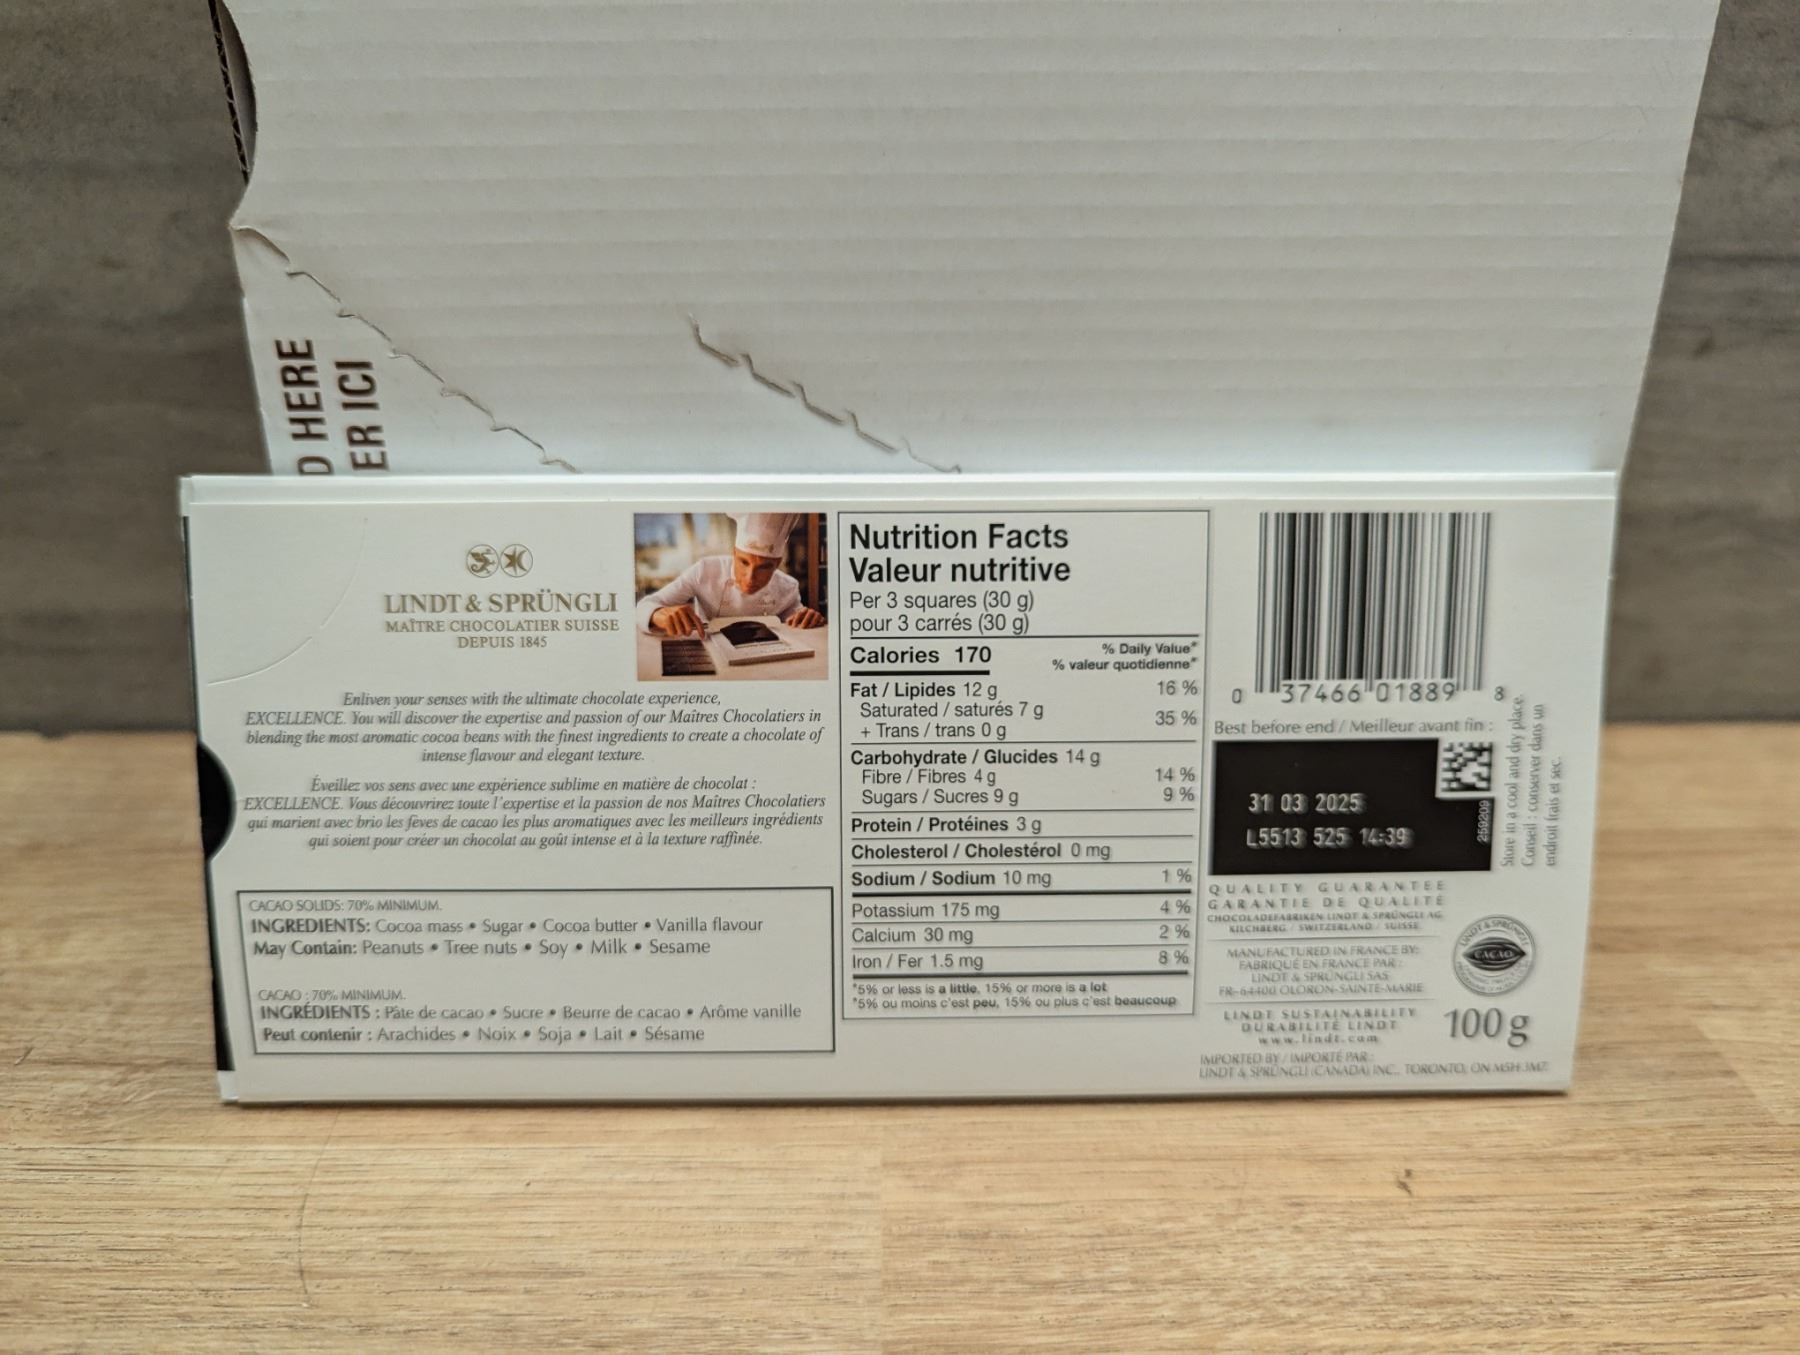 D HERE
ER ICI
LINDT & SPRÜNGLI
MAÎTRE CHOCOLATIER SUISSE
DEPUIS 1845
Enliven your senses with the ultimate chocolate experience,
EXCELLENCE. You will discover the expertise and passion of our Maîtres Chocolatiers in
blending the most aromatic cocoa beans with the finest ingredients to create a chocolate of
intense flavour and elegant texture.
Éveillez vos sens avec une expérience sublime en matière de chocolat :
EXCELLENCE. Vous découvrirez toute l'expertise et la passion de nos Maîtres Chocolatiers
qui marient avec brio les fèves de cacao les plus aromatiques avec les meilleurs ingrédients
qui soient pour créer un chocolat au goût intense et à la texture raffinée.
CACAO SOLIDS: 70% MINIMUM.
INGREDIENTS: Cocoa mass • Sugar • Cocoa butter • Vanilla flavour
May Contain: Peanuts • Tree nuts • Soy • Milk • Sesame
CACAO : 70% MINIMUM.
INGRÉDIENTS : Pâte de cacao • Sucre • Beurre de cacao • Arôme vanille
Peut contenir : Arachides • Noix • Soja • Lait • Sésame
Nutrition Facts
Valeur nutritive
Per 3 squares (30 g)
pour 3 carrés (30 g)
Calories 170
% Daily Value*
% valeur quotidienne*
Fat / Lipides 12 g 16 %
Saturated / saturés 7 g
+ Trans / trans 0 g 35 %
Carbohydrate / Glucides 14 g
Fibre / Fibres 4 g 14 %
Sugars / Sucres 9 g 9 %
Protein / Protéines 3 g
Cholesterol / Cholestérol 0 mg
Sodium / Sodium 10 mg 1 %
Potassium 175 mg 4 %
Calcium 30 mg 2 %
Iron / Fer 1.5 mg 8 %
*5% or less is a little, 15% or more is a lot
*5% ou moins c'est peu, 15% ou plus c'est beaucoup
0 37466 01889 8
Best before end / Meilleur avant fin :
31 03 2025
L5513 525 14:39
259209
Store in a cool and dry place.
Conseil : conserver dans un
endroit frais et sec.
QUALITY GUARANTEE
GARANTIE DE QUALITÉ
CHOCOLADEFABRIKEN LINDT & SPRÜNGLI AG
KILCHBERG / SWITZERLAND / SUISSE
MANUFACTURED IN FRANCE BY:
FABRIQUÉ EN FRANCE PAR :
LINDT & SPRÜNGLI SAS
FR-64400 OLORON-SAINTE-MARIE
LINDT & SPRÜNGLI
CACAO
LINDT SUSTAINABILITY
DURABILITÉ LINDT
www.lindt.com
100 g
IMPORTED BY / IMPORTÉ PAR :
LINDT & SPRÜNGLI (CANADA) INC., TORONTO, ON M5H 3M7